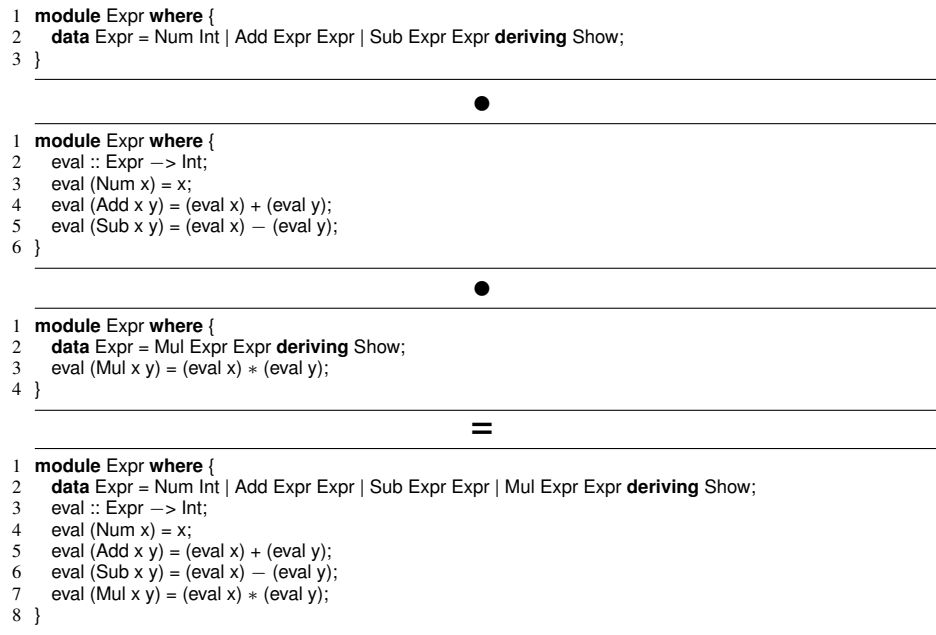 1 module Expr where {
2 data Expr = Num Int | Add Expr Expr | Sub Expr Expr deriving Show;
3 }
●
1 module Expr where {
2 eval :: Expr −> Int;
3 eval (Num x) = x;
4 eval (Add x y) = (eval x) + (eval y);
5 eval (Sub x y) = (eval x) − (eval y);
6 }
●
1 module Expr where {
2 data Expr = Mul Expr Expr deriving Show;
3 eval (Mul x y) = (eval x) ∗ (eval y);
4 }
=
1 module Expr where {
2 data Expr = Num Int | Add Expr Expr | Sub Expr Expr | Mul Expr Expr deriving Show;
3 eval :: Expr −> Int;
4 eval (Num x) = x;
5 eval (Add x y) = (eval x) + (eval y);
6 eval (Sub x y) = (eval x) − (eval y);
7 eval (Mul x y) = (eval x) ∗ (eval y);
8 }